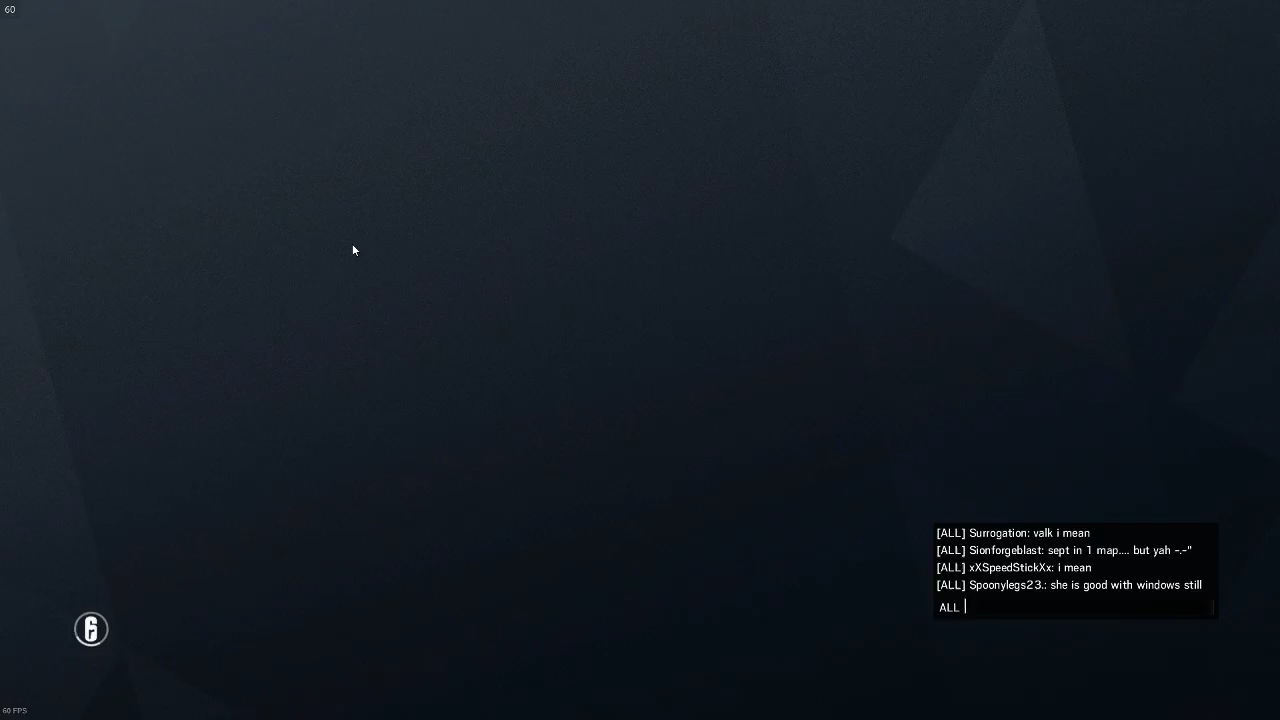 60
[ALL] Surrogation: valk i mean
[ALL] Sionforgeblast: sept in 1 map.... but yah -.-"
[ALL] xXSpeedStickXx: i mean
[ALL] Spoonylegs23.: she is good with windows still
ALL
6
60 FPS